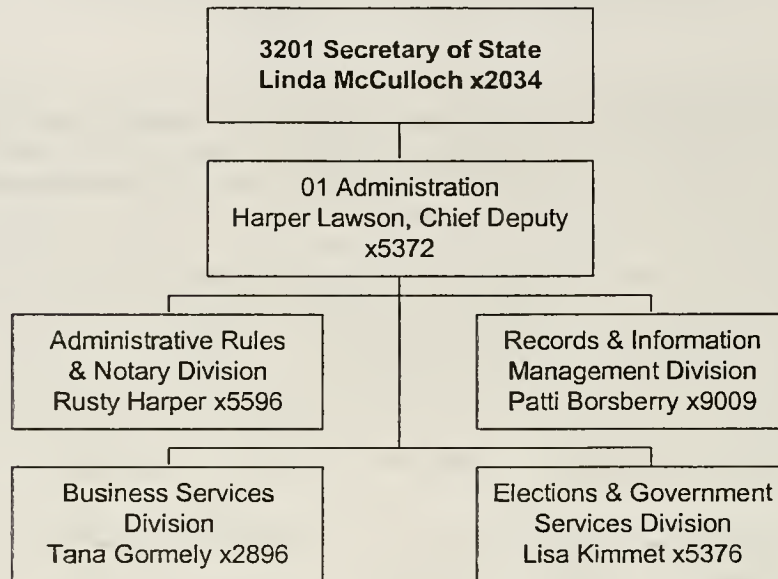 3201 Secretary of State
Linda McCulloch x2034
01 Administration
Harper Lawson, Chief Deputy
x5372
Administrative Rules
& Notary Division
Rusty Harper x5596
Records & Information
Management Division
Patti Borsberry x9009
Business Services
Division
Tana Gormely x2896
Elections & Government
Services Division
Lisa Kimmet x5376